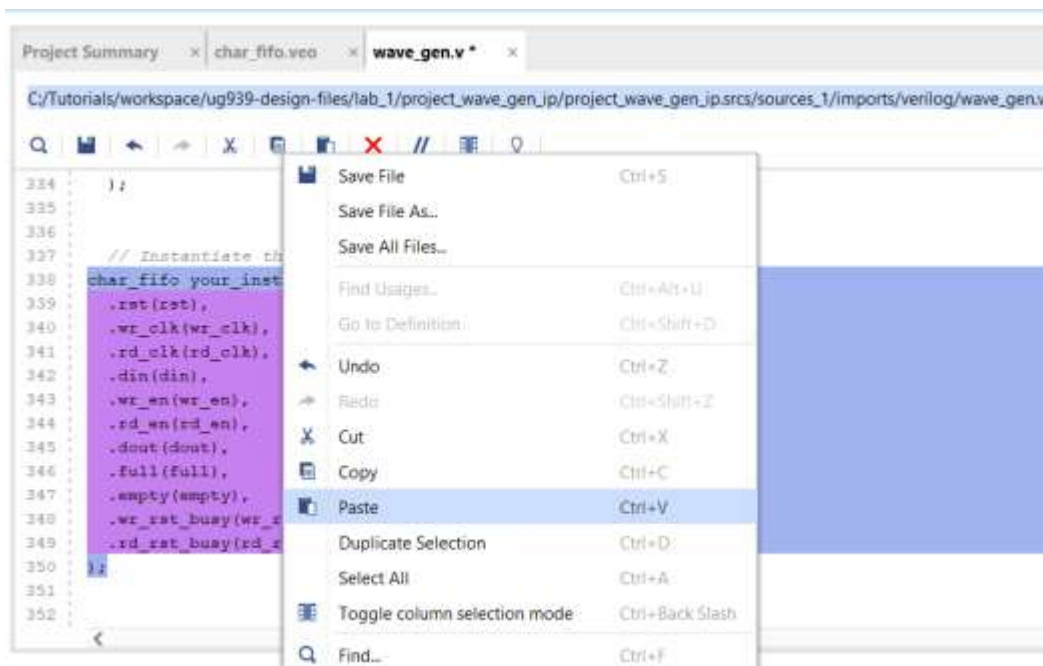 Project Summary × char_fifo.veo × wave_gen.v * ×
C:/Tutorials/workspace/ug939-design-files/lab_1/project_wave_gen_ip/project_wave_gen_ip.srcs/sources_1/imports/verilog/wave_gen.v
334 );
335
336
337 // Instantiate th
338 char_fifo your_inst
339 .rst(rst),
340 .wr_clk(wr_clk),
341 .rd_clk(rd_clk),
342 .din(din),
343 .wr_en(wr_en),
344 .rd_en(rd_en),
345 .dout(dout),
346 .full(full),
347 .empty(empty),
348 .wr_rst_busy(wr_r
349 .rd_rst_busy(rd_r
350 );
351
352
Save File Ctrl+S
Save File As...
Save All Files...
Find Usages... Ctrl+Alt+U
Go to Definition Ctrl+Shift+D
Undo Ctrl+Z
Redo Ctrl+Shift+Z
Cut Ctrl+X
Copy Ctrl+C
Paste Ctrl+V
Duplicate Selection Ctrl+D
Select All Ctrl+A
Toggle column selection mode Ctrl+Back Slash
Find... Ctrl+F